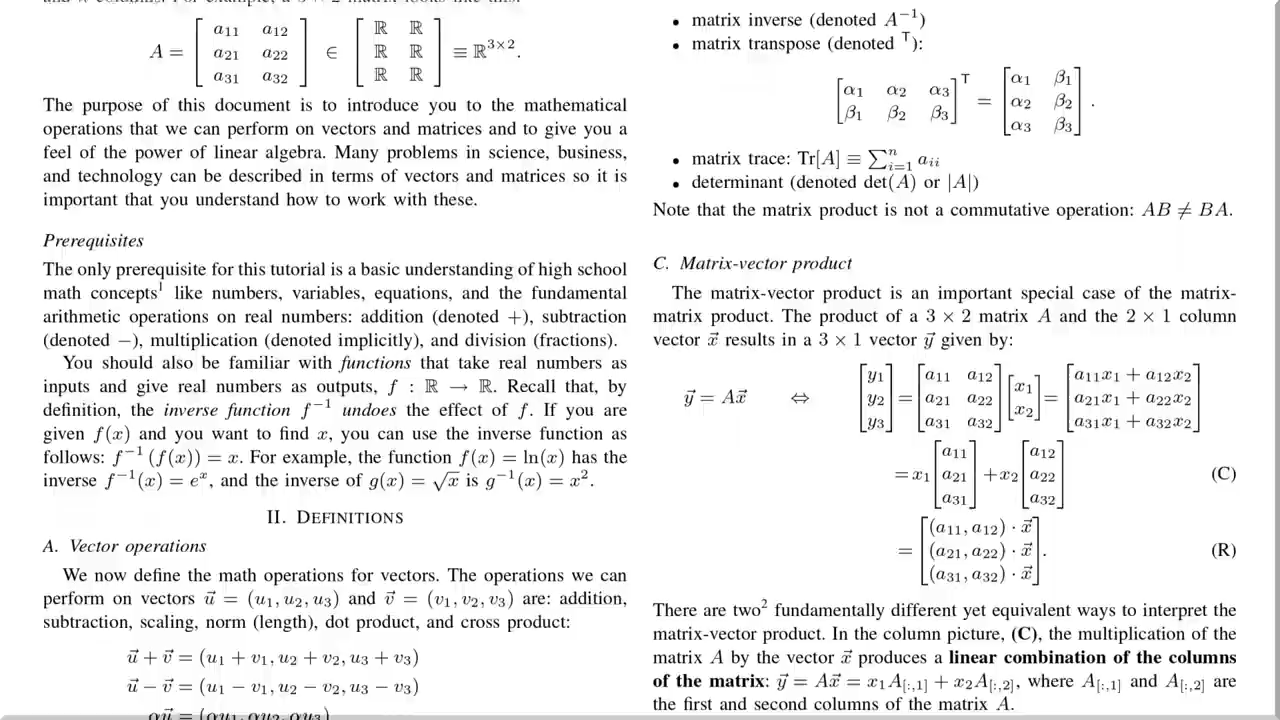 A = [ a11 a12 ; a21 a22 ; a31 a32 ] ∈ [ ℝ ℝ ; ℝ ℝ ; ℝ ℝ ] ≡ ℝ^{3×2}.
The purpose of this document is to introduce you to the mathematical
operations that we can perform on vectors and matrices and to give you a
feel of the power of linear algebra. Many problems in science, business,
and technology can be described in terms of vectors and matrices so it is
important that you understand how to work with these.
Prerequisites
The only prerequisite for this tutorial is a basic understanding of high school
math concepts¹ like numbers, variables, equations, and the fundamental
arithmetic operations on real numbers: addition (denoted +), subtraction
(denoted −), multiplication (denoted implicitly), and division (fractions).
You should also be familiar with functions that take real numbers as
inputs and give real numbers as outputs, f : ℝ → ℝ. Recall that, by
definition, the inverse function f⁻¹ undoes the effect of f. If you are
given f(x) and you want to find x, you can use the inverse function as
follows: f⁻¹ (f(x)) = x. For example, the function f(x) = ln(x) has the
inverse f⁻¹(x) = eˣ, and the inverse of g(x) = √x is g⁻¹(x) = x².
II. DEFINITIONS
A. Vector operations
We now define the math operations for vectors. The operations we can
perform on vectors u⃗ = (u1, u2, u3) and v⃗ = (v1, v2, v3) are: addition,
subtraction, scaling, norm (length), dot product, and cross product:
u⃗ + v⃗ = (u1 + v1, u2 + v2, u3 + v3)
u⃗ − v⃗ = (u1 − v1, u2 − v2, u3 − v3)
αu⃗ = (αu1, αu2, αu3)
• matrix inverse (denoted A⁻¹)
• matrix transpose (denoted ᵀ):
[ α1 α2 α3 ; β1 β2 β3 ]ᵀ = [ α1 β1 ; α2 β2 ; α3 β3 ] .
• matrix trace: Tr[A] ≡ ∑_{i=1}^{n} aii
• determinant (denoted det(A) or |A|)
Note that the matrix product is not a commutative operation: AB ≠ BA.
C. Matrix-vector product
The matrix-vector product is an important special case of the matrix-
matrix product. The product of a 3 × 2 matrix A and the 2 × 1 column
vector x⃗ results in a 3 × 1 vector y⃗ given by:
y⃗ = Ax⃗ ⇔ [ y1 ; y2 ; y3 ] = [ a11 a12 ; a21 a22 ; a31 a32 ] [ x1 ; x2 ] = [ a11x1 + a12x2 ; a21x1 + a22x2 ; a31x1 + a32x2 ]
= x1 [ a11 ; a21 ; a31 ] + x2 [ a12 ; a22 ; a32 ] (C)
= [ (a11, a12) · x⃗ ; (a21, a22) · x⃗ ; (a31, a32) · x⃗ ] . (R)
There are two² fundamentally different yet equivalent ways to interpret the
matrix-vector product. In the column picture, (C), the multiplication of the
matrix A by the vector x⃗ produces a linear combination of the columns
of the matrix: y⃗ = Ax⃗ = x1A[:,1] + x2A[:,2], where A[:,1] and A[:,2] are
the first and second columns of the matrix A.